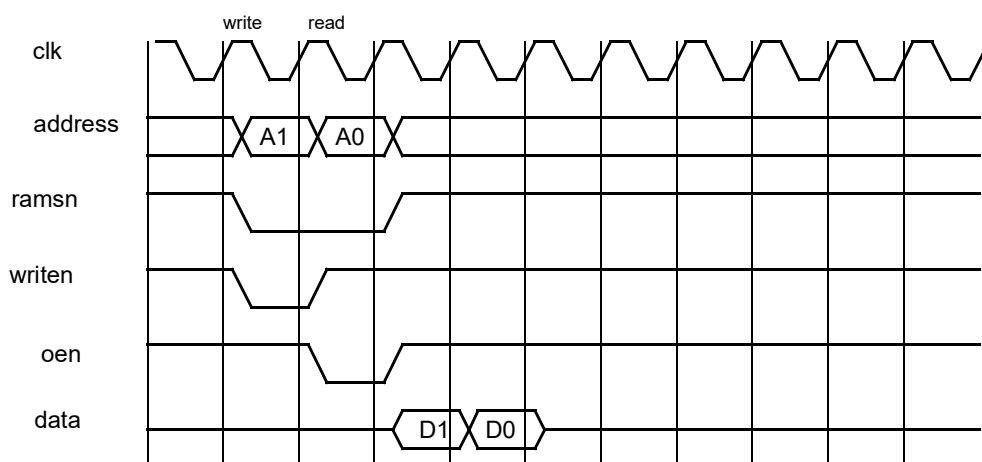 write read
clk
address A1 A0
ramsn
writen
oen
data D1 D0